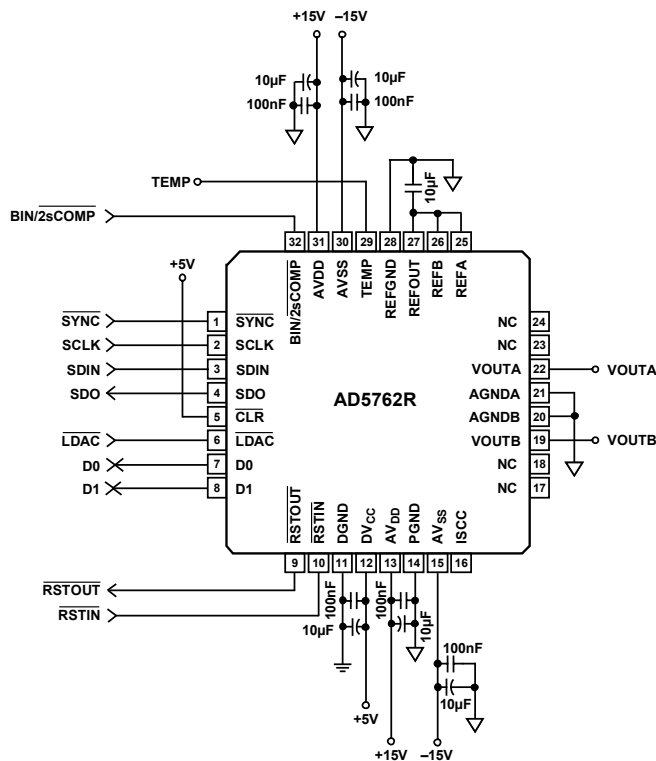 +15V –15V
10µF 10µF
100nF 100nF
TEMP
10µF
BIN/2sCOMP
+5V
32 31 30 29 28 27 26 25
BIN/2sCOMP AVDD AVSS TEMP REFGND REFOUT REFB REFA
SYNC 1 SYNC NC 24
SCLK 2 SCLK NC 23
SDIN 3 SDIN VOUTA 22 VOUTA
SDO 4 SDO AGNDA 21
AD5762R
5 CLR AGNDB 20
LDAC 6 LDAC VOUTB 19 VOUTB
D0 7 D0 NC 18
D1 8 D1 NC 17
RSTOUT RSTIN DGND DVCC AVDD PGND AVSS ISCC
9 10 11 12 13 14 15 16
RSTOUT
RSTIN
100nF 100nF
10µF 10µF
100nF
10µF
+5V
+15V –15V